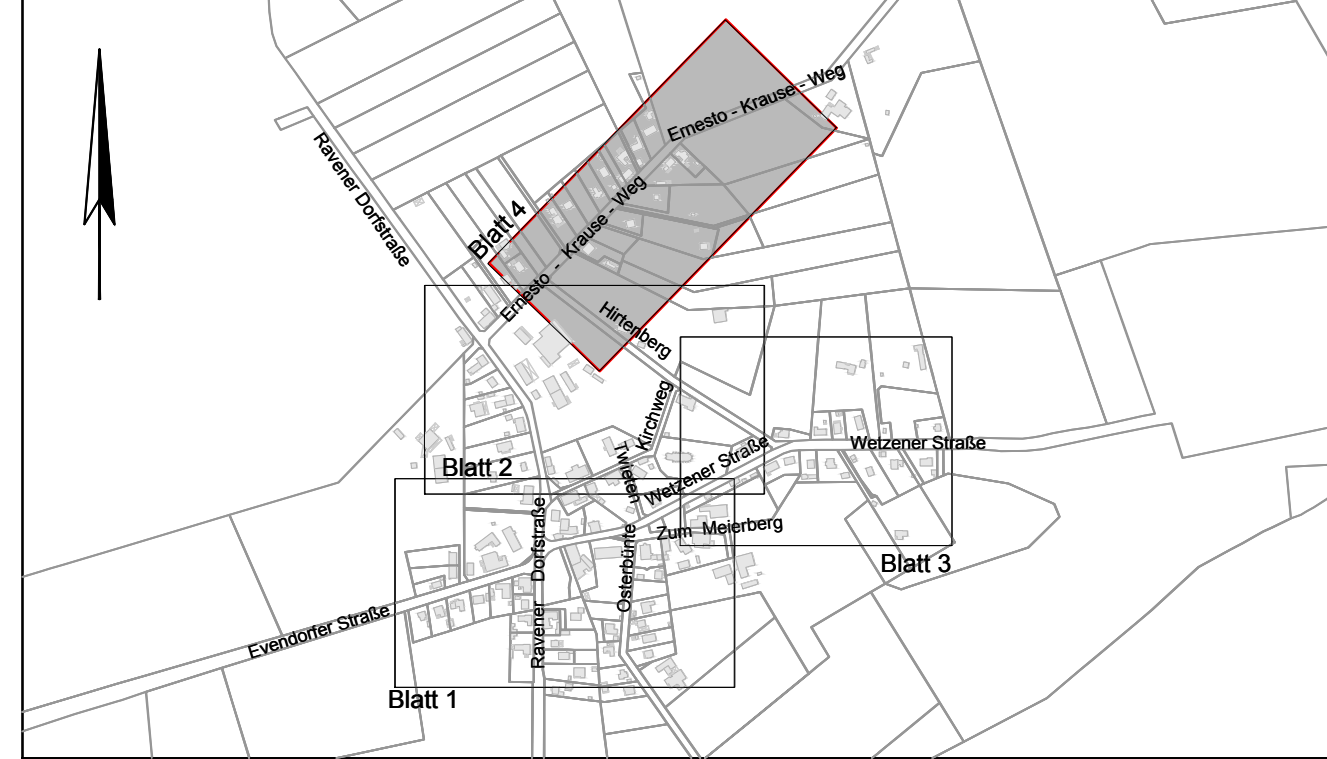 Ernesto - Krause - Weg
Ravener Dorfstraße
Blatt 4
Ernesto - Krause - Weg
Hirtenberg
Kirchweg
Twieten
Wetzener Straße
Wetzener Straße
Blatt 2
Zum Meierberg
Ravener Dorfstraße
Osterbünte
Blatt 3
Evendorfer Straße
Blatt 1